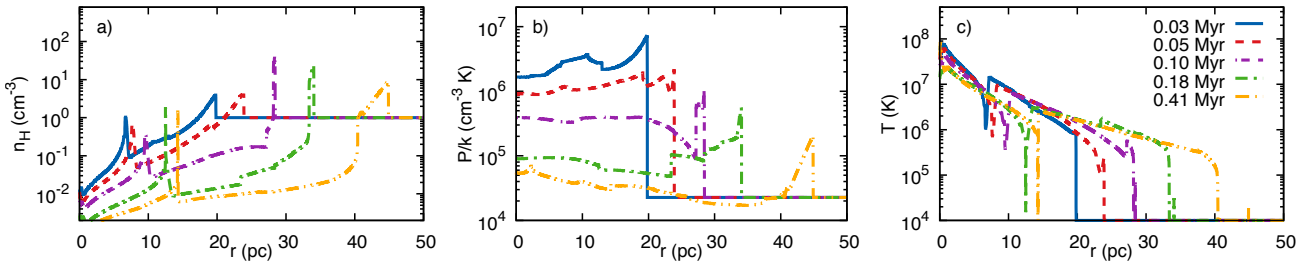 a)
n_H (cm^-3)
10^2
10^1
10^0
10^-1
10^-2
0 10 20 30 40 50
r (pc)
b)
P/k (cm^-3 K)
10^7
10^6
10^5
10^4
0 10 20 30 40 50
r (pc)
c)
T (K)
10^8
10^7
10^6
10^5
10^4
0 10 20 30 40 50
r (pc)
0.03 Myr
0.05 Myr
0.10 Myr
0.18 Myr
0.41 Myr